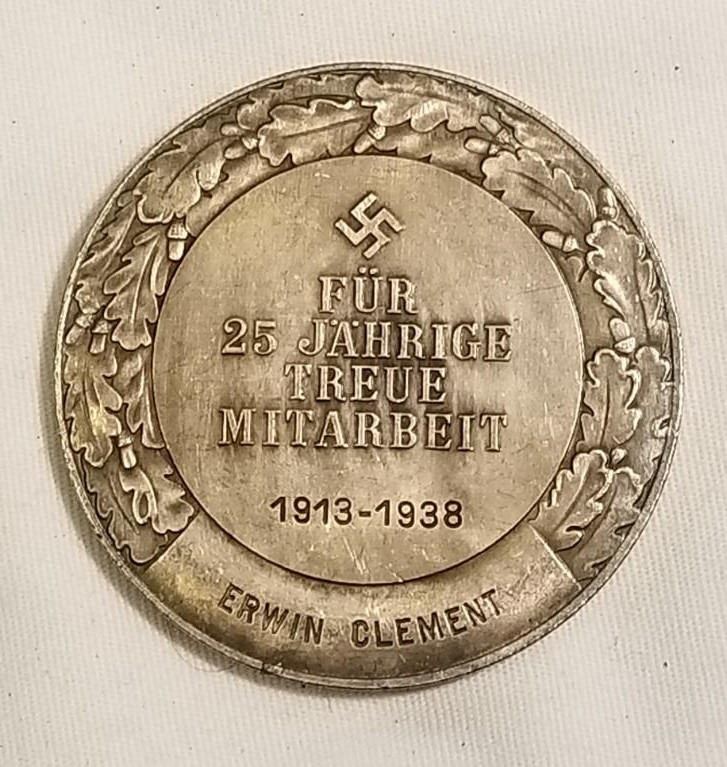 FÜR
25 JÄHRIGE
TREUE
MITARBEIT
1913-1938
ERWIN CLEMENT